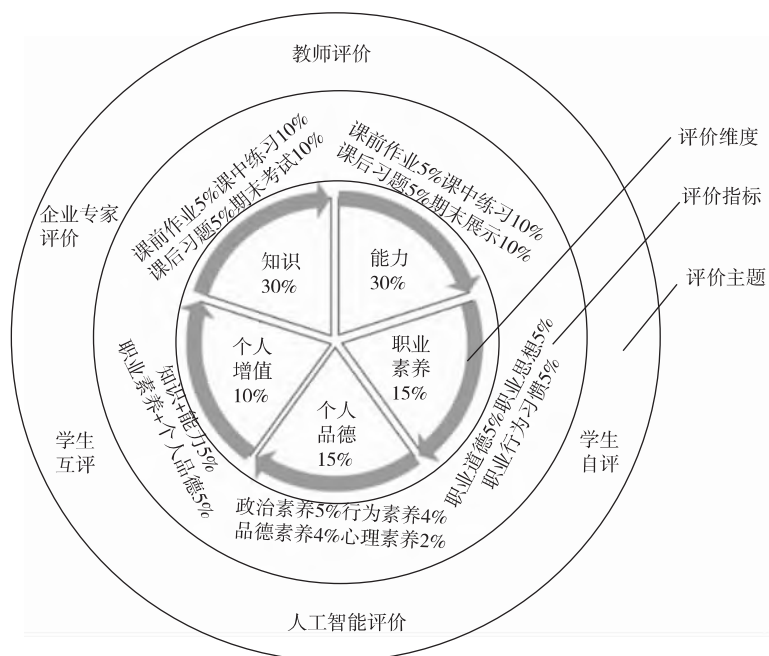 教师评价
课前作业5%课中练习10%
课后习题5%期末考试10%
课前作业5%课中练习10%
课后习题5%期末展示10%
评价维度
评价指标
评价主题
企业专家
评价
知识
30%
能力
30%
个人
增值
10%
职业
素养
15%
个人
品德
15%
知识+能力5%
职业素养+个人品德5%
职业道德5%职业思想5%
职业行为习惯5%
学生
互评
学生
自评
政治素养5%行为素养4%
品德素养4%心理素养2%
人工智能评价